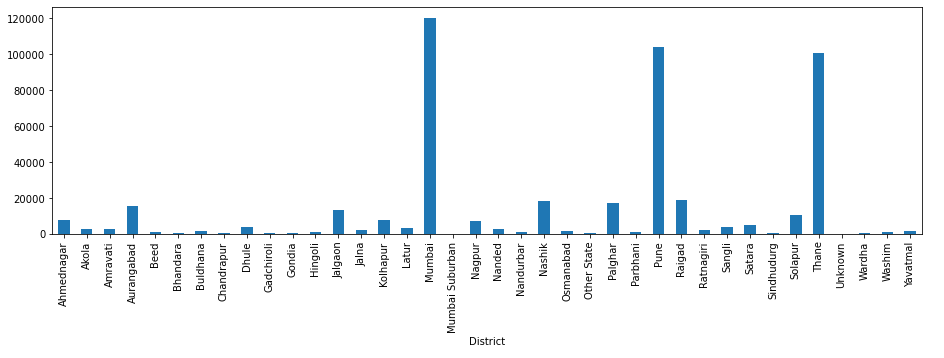 120000
100000
80000
60000
40000
20000
0
Ahmednagar
Akola
Amravati
Aurangabad
Beed
Bhandara
Buldhana
Chandrapur
Dhule
Gadchiroli
Gondia
Hingoli
Jalgaon
Jalna
Kolhapur
Latur
Mumbai
Mumbai Suburban
Nagpur
Nanded
Nandurbar
Nashik
Osmanabad
Other State
Palghar
Parbhani
Pune
Raigad
Ratnagiri
Sangli
Satara
Sindhudurg
Solapur
Thane
Unknown
Wardha
Washim
Yavatmal
District